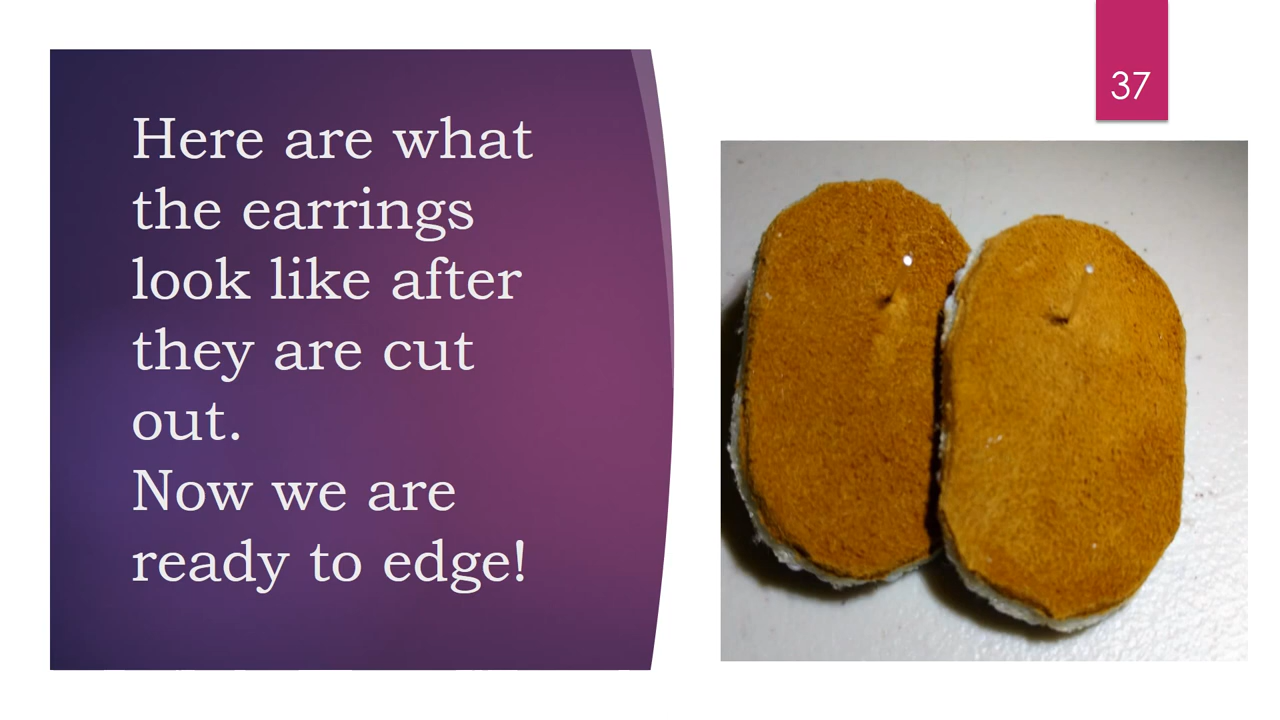 Here are what
the earrings
look like after
they are cut
out.
Now we are
ready to edge!
37